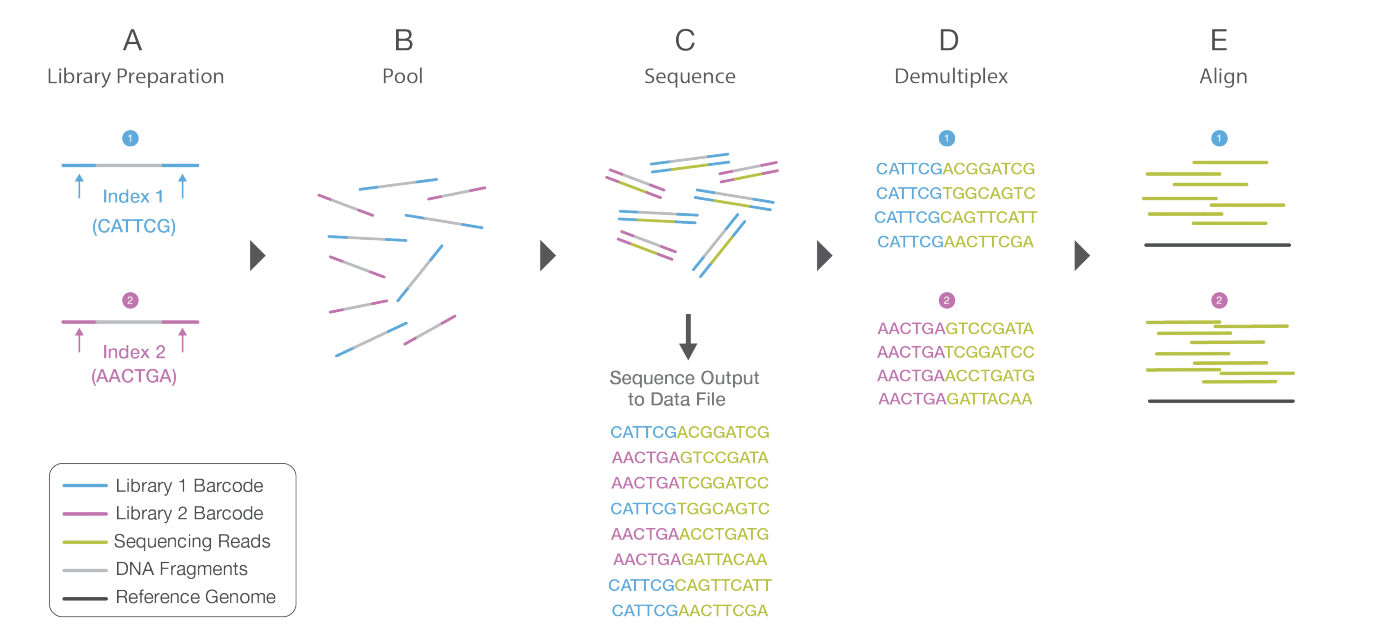 A
Library Preparation
1
Index 1
(CATTCG)
2
Index 2
(AACTGA)
Library 1 Barcode
Library 2 Barcode
Sequencing Reads
DNA Fragments
Reference Genome
B
Pool
C
Sequence
Sequence Output
to Data File
CATTCGACGGATCG
AACTGAGTCCGATA
AACTGATCGGATCC
CATTCGTGGCAGTC
AACTGAACCTGATG
AACTGAGATTACAA
CATTCGCAGTTCATT
CATTCGAACTTCGA
D
Demultiplex
1
CATTCGACGGATCG
CATTCGTGGCAGTC
CATTCGCAGTTCATT
CATTCGAACTTCGA
2
AACTGAGTCCGATA
AACTGATCGGATCC
AACTGAACCTGATG
AACTGAGATTACAA
E
Align
1
2